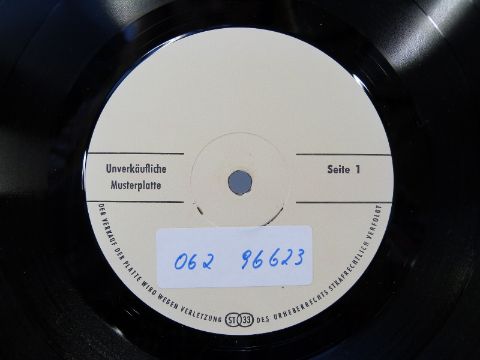 Unverkäufliche
Musterplatte
Seite 1
062 96623
DER VERKAUF DER PLATTE WIRD WEGEN VERLETZUNG DES URHEBERRECHTS STRAFRECHTLICH VERFOLGT
ST 33